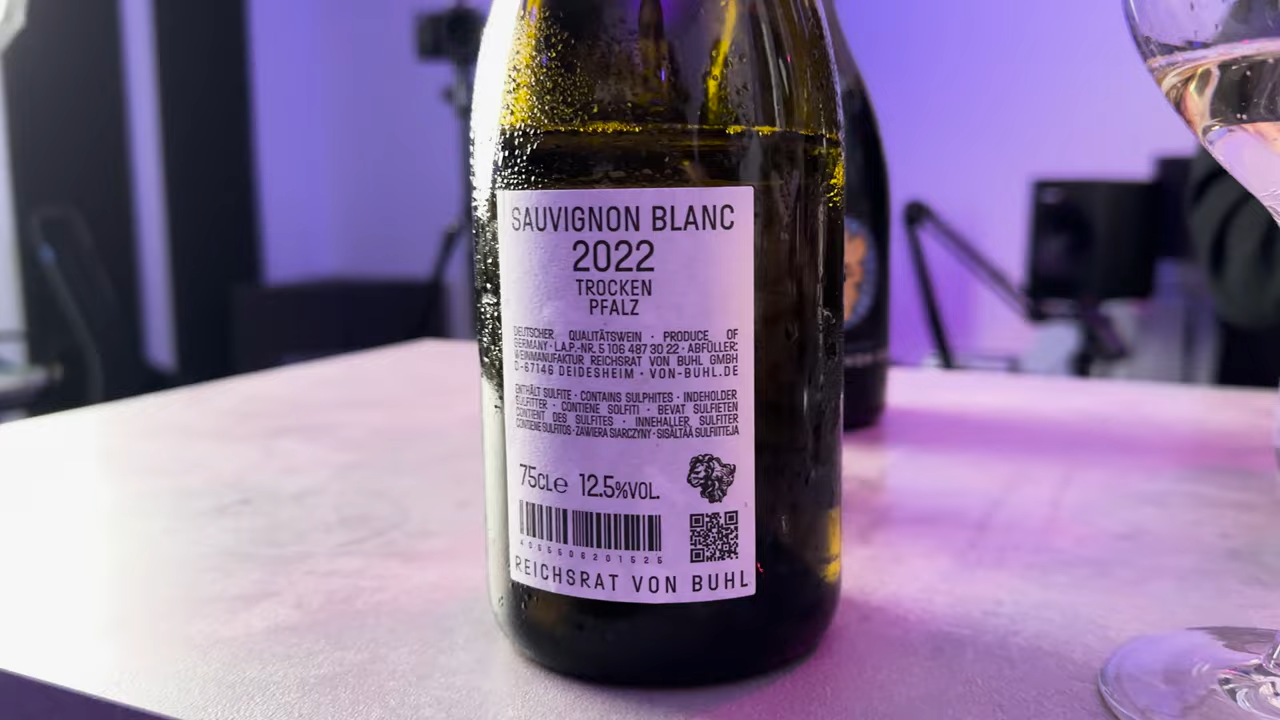 SAUVIGNON BLANC
2022
TROCKEN
PFALZ
DEUTSCHER QUALITÄTSWEIN · PRODUCE OF
GERMANY · L.A.P.-NR. 5 106 487 30 22 · ABFÜLLER:
WEINMANUFAKTUR REICHSRAT VON BUHL GMBH
D-67146 DEIDESHEIM · VON-BUHL.DE
ENTHÄLT SULFITE · CONTAINS SULPHITES · INDEHOLDER
SULFITTER · CONTIENE SOLFITI · BEVAT SULFIETEN
CONTIENT DES SULFITES · INNEHALLER SULFITER
CONTIENE SULFITOS · ZAWIERA SIARCZYNY · SISÄLTÄÄ SULFIITTEJA
75CLe 12.5%VOL.
REICHSRAT VON BUHL